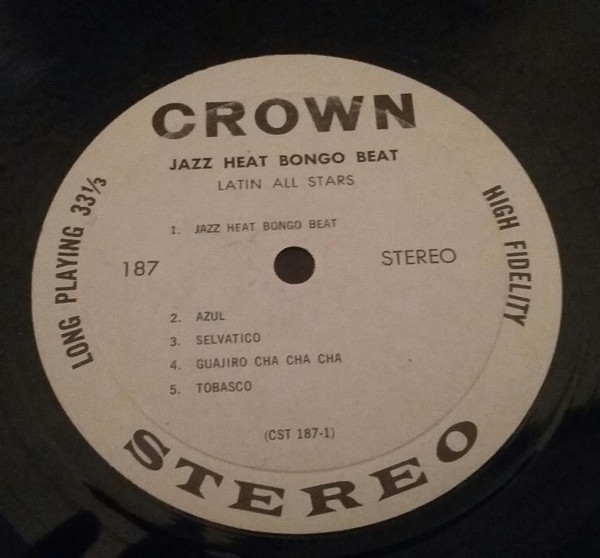 CROWN
JAZZ HEAT BONGO BEAT
LATIN ALL STARS
1. JAZZ HEAT BONGO BEAT
LONG PLAYING 33⅓
187
STEREO
HIGH FIDELITY
2. AZUL
3. SELVATICO
4. GUAJIRO CHA CHA CHA
5. TOBASCO
(CST 187-1)
STEREO